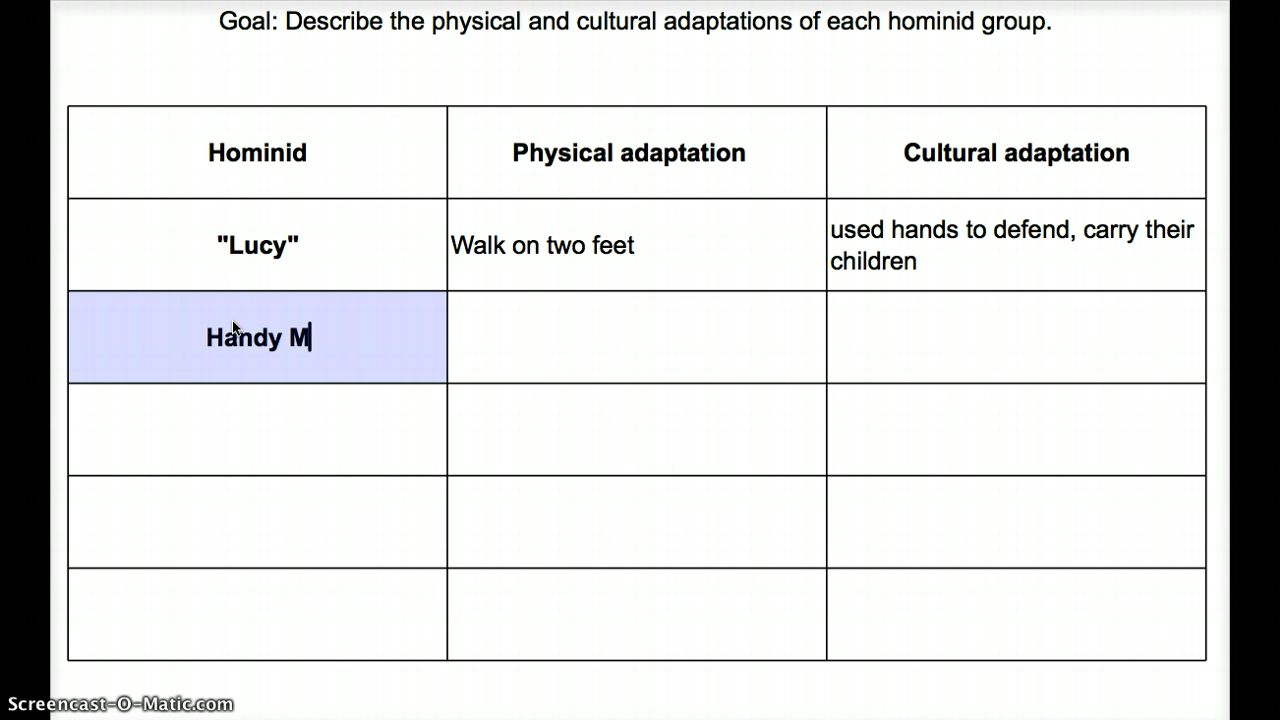 Goal: Describe the physical and cultural adaptations of each hominid group.
Hominid
Physical adaptation
Cultural adaptation
"Lucy"
Walk on two feet
used hands to defend, carry their
children
Handy M
Screencast-O-Matic.com